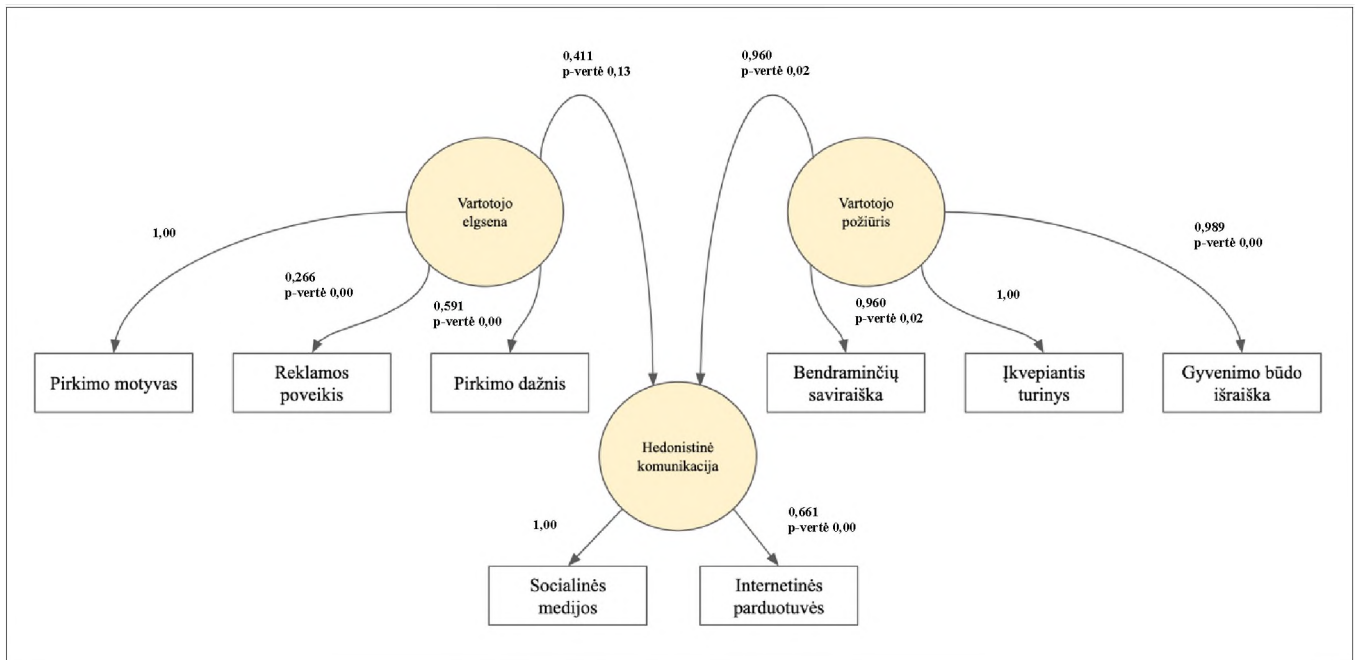 0,411
p-vertė 0,13
0,960
p-vertė 0,02
Vartotojo
elgsena
Vartotojo
požiūris
1,00
0,266
p-vertė 0,00
0,591
p-vertė 0,00
0,960
p-vertė 0,02
1,00
0,989
p-vertė 0,00
Pirkimo motyvas
Reklamos
poveikis
Pirkimo dažnis
Bendraminčių
saviraiška
Įkvepiantis
turinys
Gyvenimo būdo
išraiška
Hedonistinė
komunikacija
1,00
0,661
p-vertė 0,00
Socialinės
medijos
Internetinės
parduotuvės